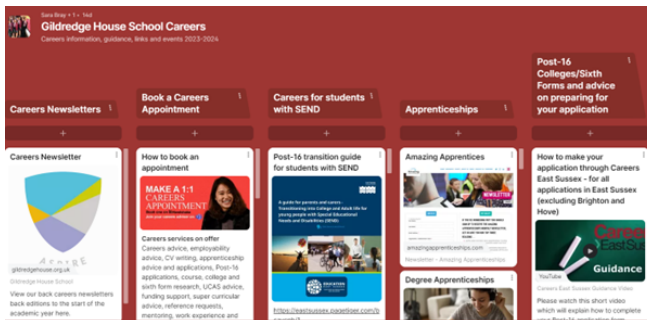 Sara Bray + 1 • 14d
Gildredge House School Careers
Careers information, guidance, links and events 2023-2024
Careers Newsletters
Book a Careers
Appointment
Careers for students
with SEND
Apprenticeships
Post-16
Colleges/Sixth
Forms and advice
on preparing for
your application
+
+
+
+
+
Careers Newsletter
ASPIRE
gildredgehouse.org.uk
Gildredge House School
View our back careers newsletters
back editions to the start of the
academic year here.
How to book an
appointment
MAKE A 1:1
CAREERS
APPOINTMENT
Careers services on offer
Careers advice, employability
advice, CV writing, apprenticeship
advice and applications, Post-16
applications, course, college and
sixth form research, UCAS advice,
funding support, super curricular
advice, reference requests,
mentoring, work experience and
Post-16 transition guide
for students with SEND
A guide for parents and carers -
Transitioning into College and Adult life for
young people with Special Educational
Needs and Disabilities (SEND)
https://eastsussex.pagetiger.com/p
Amazing Apprentices
NEWSLETTER
amazingapprenticeships.com
Newsletter - Amazing Apprenticeships
Degree Apprenticeships
How to make your
application through Careers
East Sussex - for all
applications in East Sussex
(excluding Brighton and
Hove)
Career
EastSus
Guidance
YouTube
Careers East Sussex Guidance Video
Please watch this short video
which will explain how to complete
your Post-16 application form